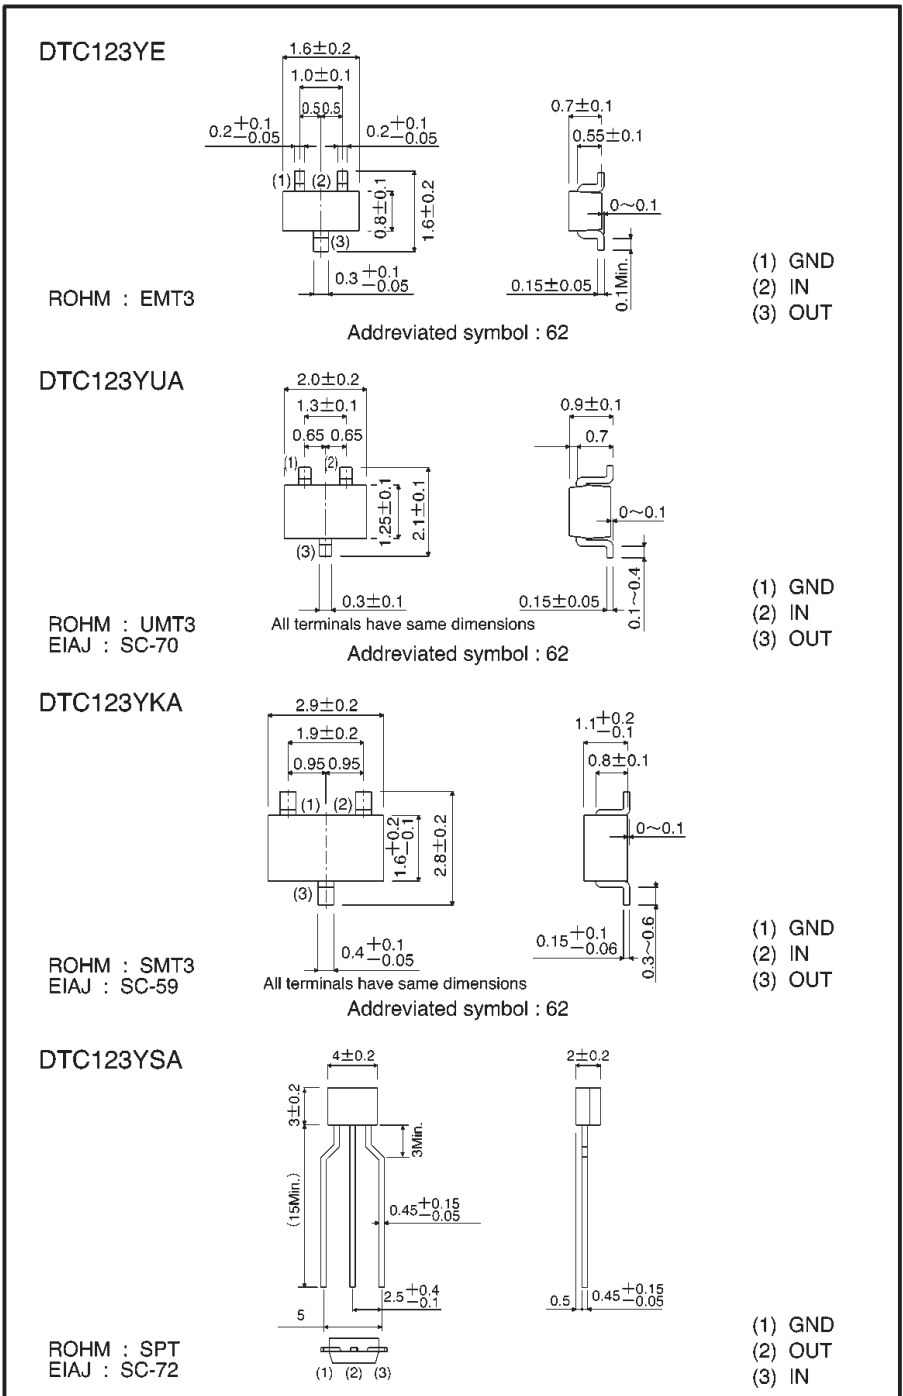 DTC123YE
1.6±0.2
1.0±0.1
0.5 0.5
0.2+0.1−0.05
0.2+0.1−0.05
(1) (2)
(3)
0.8±0.1
1.6±0.2
0.3+0.1−0.05
0.7±0.1
0.55±0.1
0~0.1
0.15±0.05
0.1Min.
ROHM : EMT3
(1) GND
(2) IN
(3) OUT
Addreviated symbol : 62
DTC123YUA
2.0±0.2
1.3±0.1
0.65 0.65
(1) (2)
(3)
1.25±0.1
2.1±0.1
0.3±0.1
0.9±0.1
0.7
0~0.1
0.15±0.05
0.1~0.4
All terminals have same dimensions
ROHM : UMT3
EIAJ : SC-70
(1) GND
(2) IN
(3) OUT
Addreviated symbol : 62
DTC123YKA
2.9±0.2
1.9±0.2
0.95 0.95
(1) (2)
(3)
1.6+0.2−0.1
2.8±0.2
0.4+0.1−0.05
1.1+0.2−0.1
0.8±0.1
0~0.1
0.15+0.1−0.06
0.3~0.6
All terminals have same dimensions
ROHM : SMT3
EIAJ : SC-59
(1) GND
(2) IN
(3) OUT
Addreviated symbol : 62
DTC123YSA
4±0.2
3±0.2
(15Min.)
3Min.
0.45+0.15−0.05
2.5+0.4−0.1
5
(1) (2) (3)
2±0.2
0.5
0.45+0.15−0.05
ROHM : SPT
EIAJ : SC-72
(1) GND
(2) OUT
(3) IN